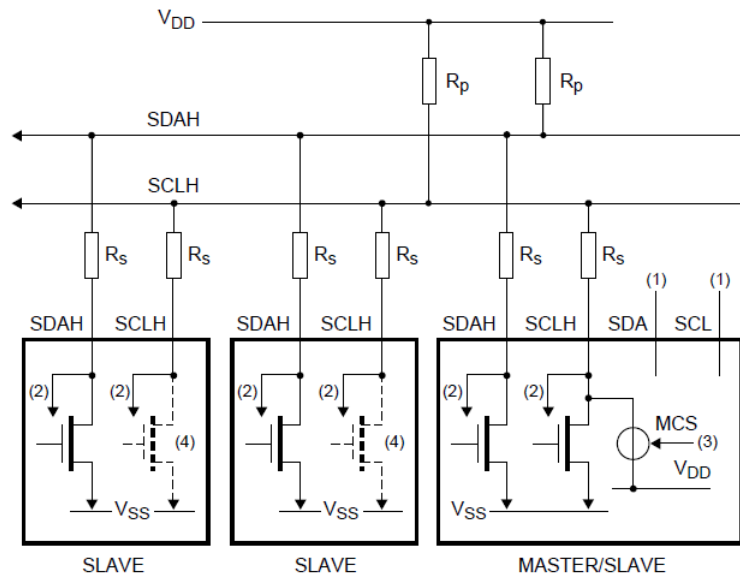 VDD
Rp Rp
SDAH
SCLH
Rs Rs Rs Rs Rs Rs
(1) (1)
SDAH SCLH SDAH SCLH SDAH SCLH SDA SCL
(2) (2) (2) (2) (2) (2)
(4) (4) MCS (3)
VDD
VSS VSS VSS
SLAVE SLAVE MASTER/SLAVE